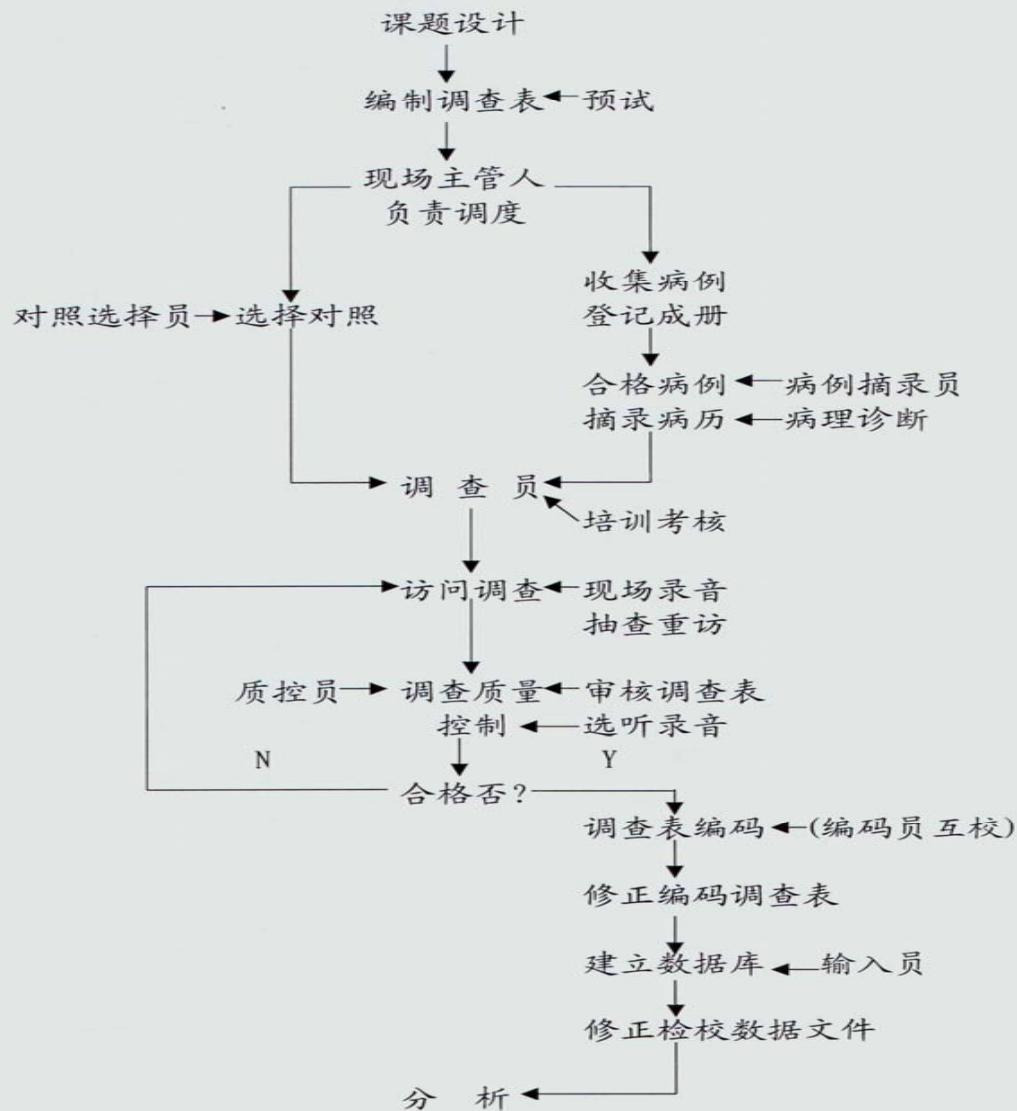 课题设计
编制调查表
预试
现场主管人
负责调度
收集病例
登记成册
对照选择员
选择对照
合格病例
病例摘录员
摘录病历
病理诊断
调 查 员
培训考核
访问调查
现场录音
抽查重访
质控员
调查质量
审核调查表
控制
选听录音
N
Y
合格否?
调查表编码
(编码员互校)
修正编码调查表
建立数据库
输入员
修正检校数据文件
分 析